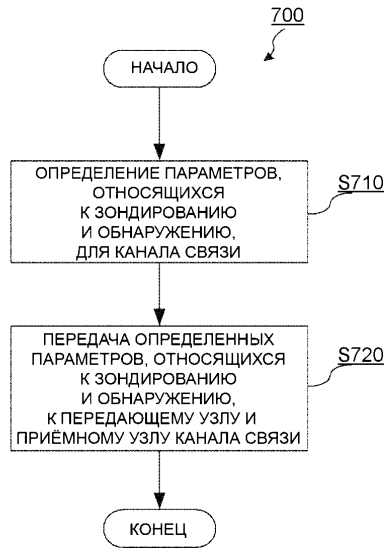 700
НАЧАЛО
ОПРЕДЕЛЕНИЕ ПАРАМЕТРОВ,
ОТНОСЯЩИХСЯ
К ЗОНДИРОВАНИЮ
И ОБНАРУЖЕНИЮ,
ДЛЯ КАНАЛА СВЯЗИ
S710
ПЕРЕДАЧА ОПРЕДЕЛЕННЫХ
ПАРАМЕТРОВ, ОТНОСЯЩИХСЯ
К ЗОНДИРОВАНИЮ
И ОБНАРУЖЕНИЮ,
К ПЕРЕДАЮЩЕМУ УЗЛУ И
ПРИЁМНОМУ УЗЛУ КАНАЛА СВЯЗИ
S720
КОНЕЦ